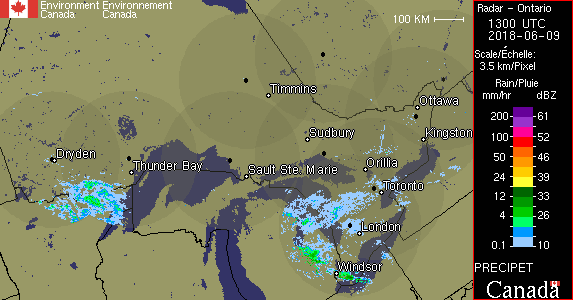 Environment Environnement
Canada Canada
100 KM
Timmins
Ottawa
Sudbury
Kingston
Dryden
Thunder Bay
Sault Ste. Marie
Orillia
Toronto
London
Windsor
Radar - Ontario
1300 UTC
2018-06-09
Scale/Échelle:
3.5 km/Pixel
Rain/Pluie
mm/hr dBZ
200 61
100 52
50 46
24 39
12 33
4 26
0.1 10
PRECIPET
Canada